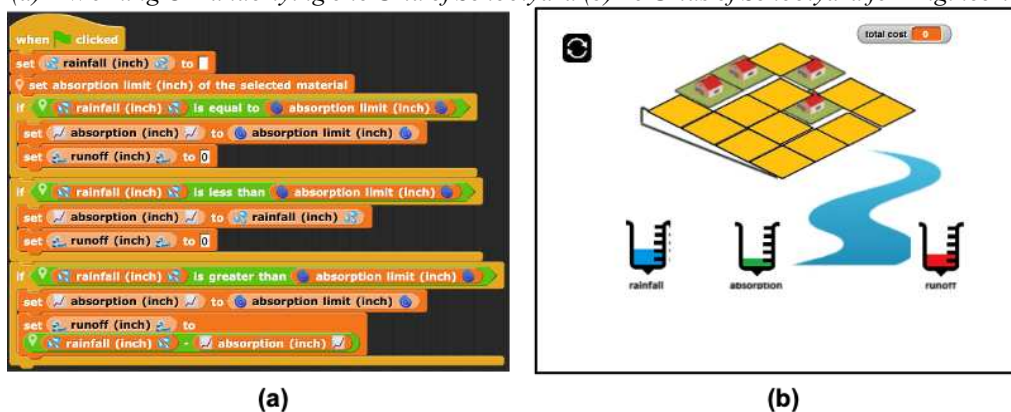 when clicked
set rainfall (inch) to
set absorption limit (inch) of the selected material
if rainfall (inch) is equal to absorption limit (inch)
set absorption (inch) to absorption limit (inch)
set runoff (inch) to 0
if rainfall (inch) is less than absorption limit (inch)
set absorption (inch) to rainfall (inch)
set runoff (inch) to 0
if rainfall (inch) is greater than absorption limit (inch)
set absorption (inch) to absorption limit (inch)
set runoff (inch) to
rainfall (inch) - absorption (inch)
total cost 0
rainfall
absorption
runoff
(a)
(b)